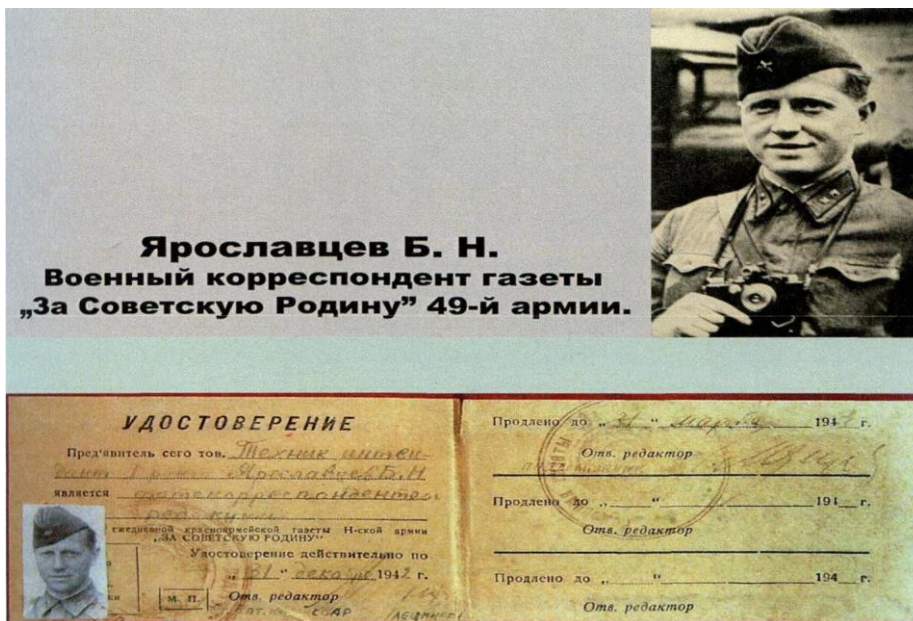 Ярославцев Б. Н.
Военный корреспондент газеты
„За Советскую Родину” 49-й армии.
УДОСТОВЕРЕНИЕ
Пред'явитель сего тов. Техник интен-
дант 1 ранга Ярославцев Б. Н
является фотокорреспондентом
редакции
ежедневной красноармейской газеты Н-ской армии
„ЗА СОВЕТСКУЮ РОДИНУ“
Удостоверение действительно по
„ 31 “ декабря 1942 г.
М. П.
Отв. редактор
Продлено до „ 31 “ марта 194 г.
Отв. редактор
Продлено до „ “ 194 г.
Отв. редактор
Продлено до „ “ 194 г.
Отв. редактор